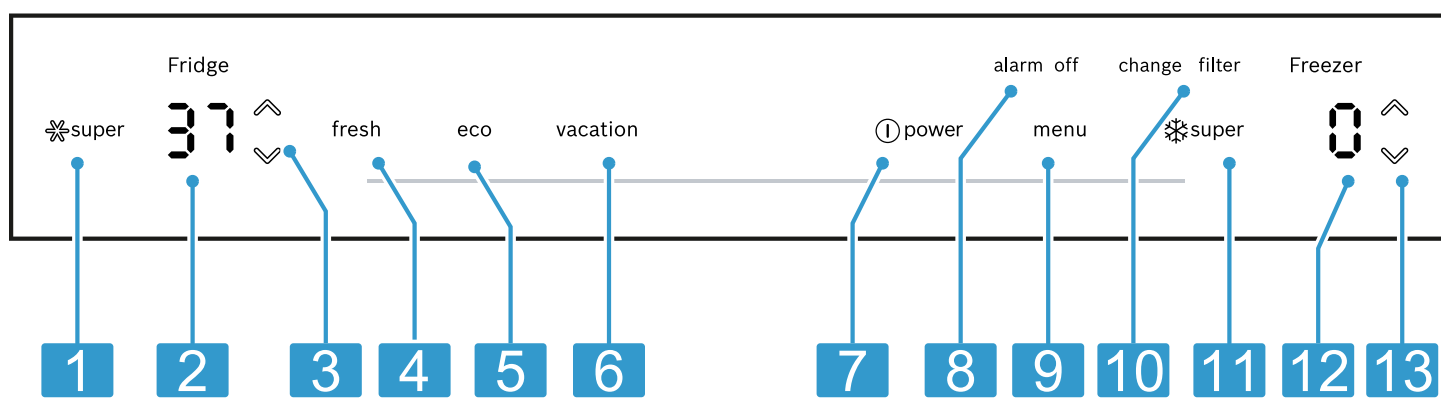 Fridge
alarm off
change filter
Freezer
super
37
fresh
eco
vacation
power
menu
super
0
1
2
3
4
5
6
7
8
9
10
11
12
13